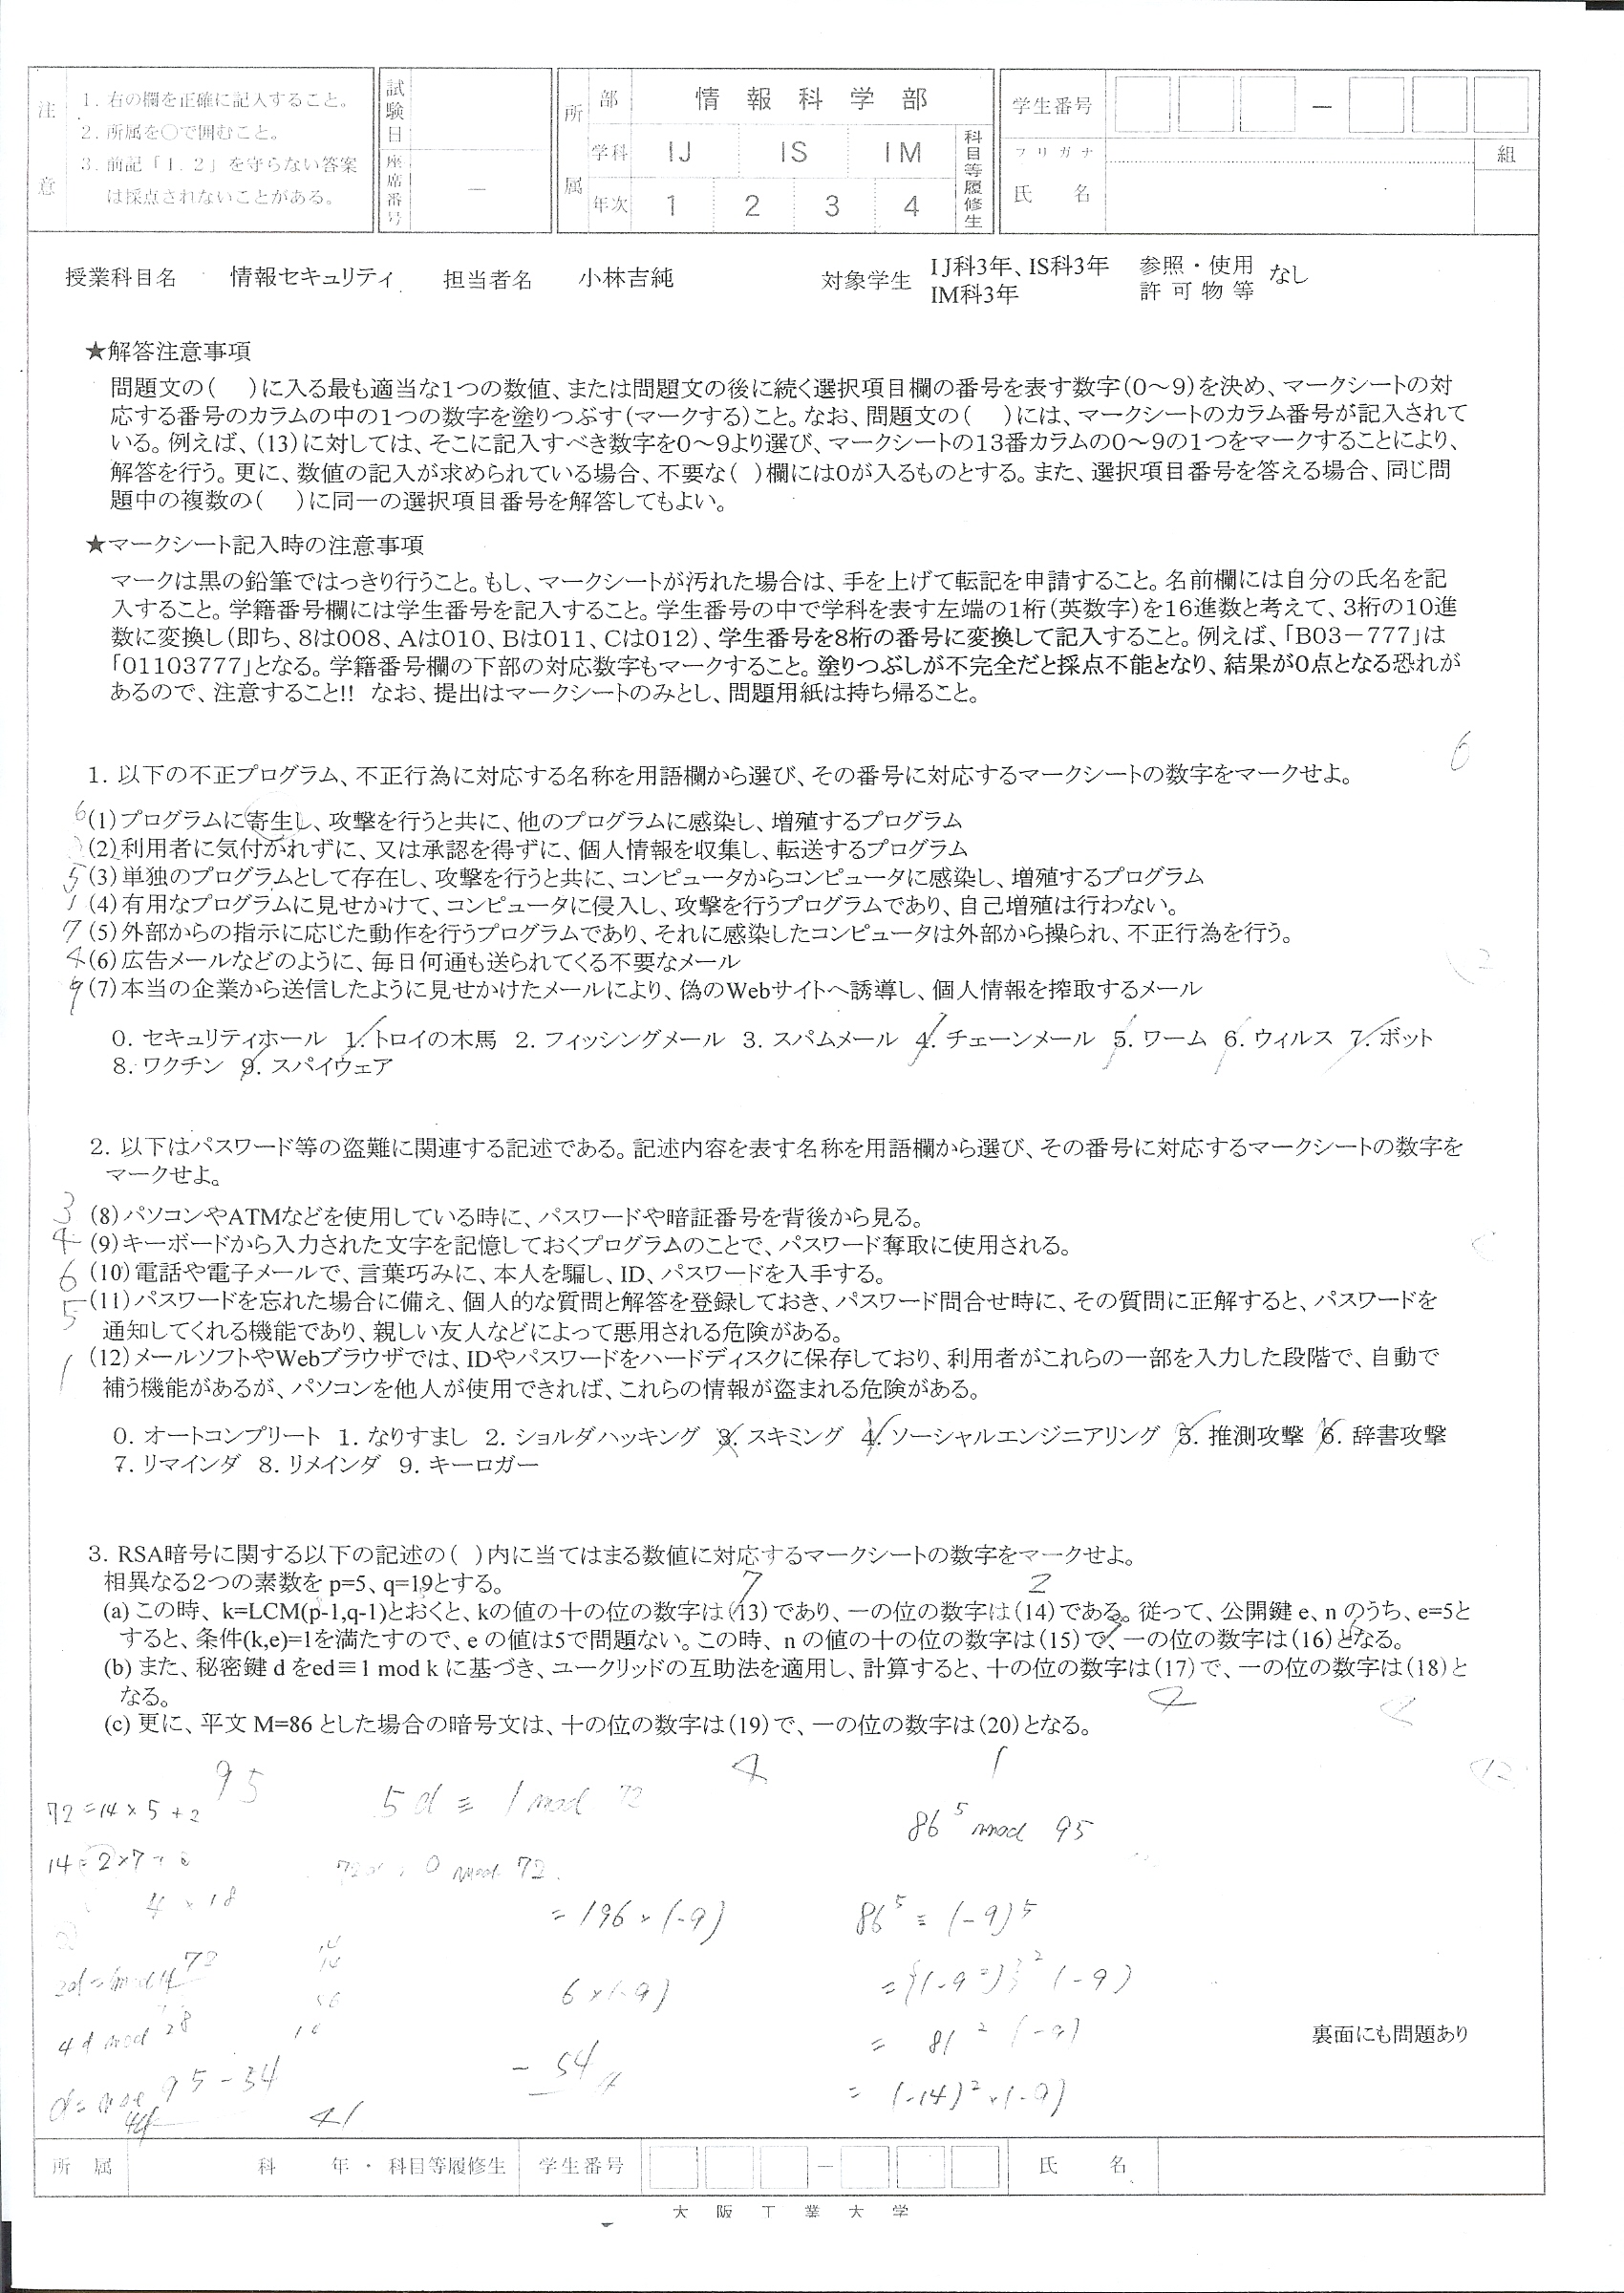 注意
1. 右の欄を正確に記入すること。
2. 所属を○で囲むこと。
3. 前記「1. 2」を守らない答案
は採点されないことがある。
試験日
座席番号 —
所属
部 情報科学部
学科 IJ IS IM
年次 1 2 3 4
科目等履修生
学生番号 —
フリガナ
氏 名
組
授業科目名 情報セキュリティ 担当者名 小林吉純 対象学生 IJ科3年、IS科3年 参照・使用 なし
IM科3年 許可物等
★解答注意事項
問題文の( )に入る最も適当な1つの数値、または問題文の後に続く選択項目欄の番号を表す数字(0～9)を決め、マークシートの対
応する番号のカラムの中の1つの数字を塗りつぶす(マークする)こと。なお、問題文の( )には、マークシートのカラム番号が記入されて
いる。例えば、(13)に対しては、そこに記入すべき数字を0～9より選び、マークシートの13番カラムの0～9の1つをマークすることにより、
解答を行う。更に、数値の記入が求められている場合、不要な( )欄には0が入るものとする。また、選択項目番号を答える場合、同じ問
題中の複数の( )に同一の選択項目番号を解答してもよい。
★マークシート記入時の注意事項
マークは黒の鉛筆ではっきり行うこと。もし、マークシートが汚れた場合は、手を上げて転記を申請すること。名前欄には自分の氏名を記
入すること。学籍番号欄には学生番号を記入すること。学生番号の中で学科を表す左端の1桁(英数字)を16進数と考えて、3桁の10進
数に変換し(即ち、8は008、Aは010、Bは011、Cは012)、学生番号を8桁の番号に変換して記入すること。例えば、「B03－777」は
「01103777」となる。学籍番号欄の下部の対応数字もマークすること。塗りつぶしが不完全だと採点不能となり、結果が0点となる恐れが
あるので、注意すること!! なお、提出はマークシートのみとし、問題用紙は持ち帰ること。
6
1. 以下の不正プログラム、不正行為に対応する名称を用語欄から選び、その番号に対応するマークシートの数字をマークせよ。
6 (1)プログラムに寄生し、攻撃を行うと共に、他のプログラムに感染し、増殖するプログラム
(2)利用者に気付かれずに、又は承認を得ずに、個人情報を収集し、転送するプログラム
5 (3)単独のプログラムとして存在し、攻撃を行うと共に、コンピュータからコンピュータに感染し、増殖するプログラム
1 (4)有用なプログラムに見せかけて、コンピュータに侵入し、攻撃を行うプログラムであり、自己増殖は行わない。
7 (5)外部からの指示に応じた動作を行うプログラムであり、それに感染したコンピュータは外部から操られ、不正行為を行う。
4 (6)広告メールなどのように、毎日何通も送られてくる不要なメール
9 (7)本当の企業から送信したように見せかけたメールにより、偽のWebサイトへ誘導し、個人情報を搾取するメール
0. セキュリティホール 1. トロイの木馬 2. フィッシングメール 3. スパムメール 4. チェーンメール 5. ワーム 6. ウィルス 7. ボット
8. ワクチン 9. スパイウェア
2. 以下はパスワード等の盗難に関連する記述である。記述内容を表す名称を用語欄から選び、その番号に対応するマークシートの数字を
マークせよ。
3 (8)パソコンやATMなどを使用している時に、パスワードや暗証番号を背後から見る。
4 (9)キーボードから入力された文字を記憶しておくプログラムのことで、パスワード奪取に使用される。
6 (10)電話や電子メールで、言葉巧みに、本人を騙し、ID、パスワードを入手する。
5 (11)パスワードを忘れた場合に備え、個人的な質問と解答を登録しておき、パスワード問合せ時に、その質問に正解すると、パスワードを
通知してくれる機能であり、親しい友人などによって悪用される危険がある。
1 (12)メールソフトやWebブラウザでは、IDやパスワードをハードディスクに保存しており、利用者がこれらの一部を入力した段階で、自動で
補う機能があるが、パソコンを他人が使用できれば、これらの情報が盗まれる危険がある。
0. オートコンプリート 1. なりすまし 2. ショルダハッキング 3. スキミング 4. ソーシャルエンジニアリング 5. 推測攻撃 6. 辞書攻撃
7. リマインダ 8. リメインダ 9. キーロガー
3. RSA暗号に関する以下の記述の( )内に当てはまる数値に対応するマークシートの数字をマークせよ。
相異なる2つの素数を p=5、q=19とする。
7 2
(a) この時、 k=LCM(p-1,q-1)とおくと、kの値の十の位の数字は(13)であり、一の位の数字は(14)である。従って、公開鍵 e、n のうち、e=5と
すると、条件(k,e)=1を満たすので、e の値は5で問題ない。この時、n の値の十の位の数字は(15)で、一の位の数字は(16)となる。
(b) また、秘密鍵 d をed≡1 mod k に基づき、ユークリッドの互助法を適用し、計算すると、十の位の数字は(17)で、一の位の数字は(18)と
なる。
(c) 更に、平文 M=86 とした場合の暗号文は、十の位の数字は(19)で、一の位の数字は(20)となる。
4 1
95
72=14×5+2
5d ≡ 1 mod 72
86^5 mod 95
0 mod 72
4×18
=196×(-9)
86^5 ≡ (-9)^5
6×(-9)
= 81^2 (-9)
-54
= (-14)^2×(-9)
95-54
41
裏面にも問題あり
所 属 科 年・科目等履修生 学生番号 — 氏 名
大阪工業大学